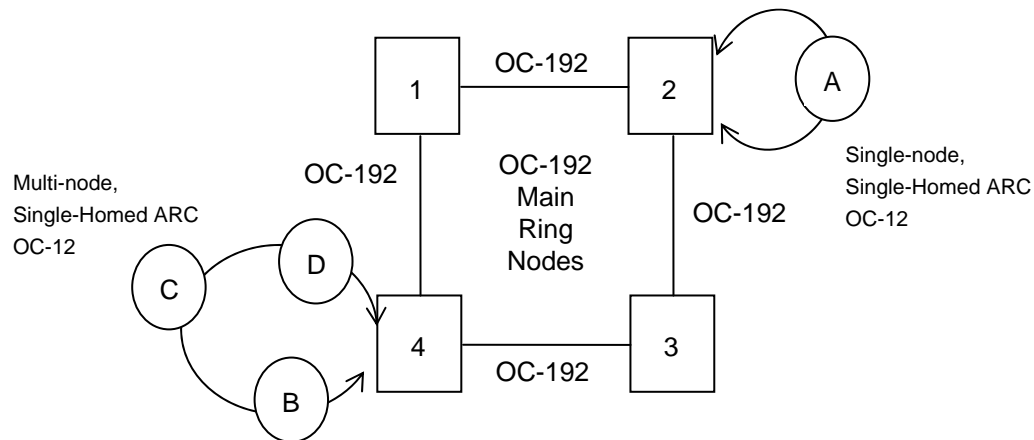 OC-192
1
2
A
OC-192
OC-192
Main
Ring
Nodes
OC-192
Single-node,
Single-Homed ARC
OC-12
Multi-node,
Single-Homed ARC
OC-12
D
C
B
4
3
OC-192